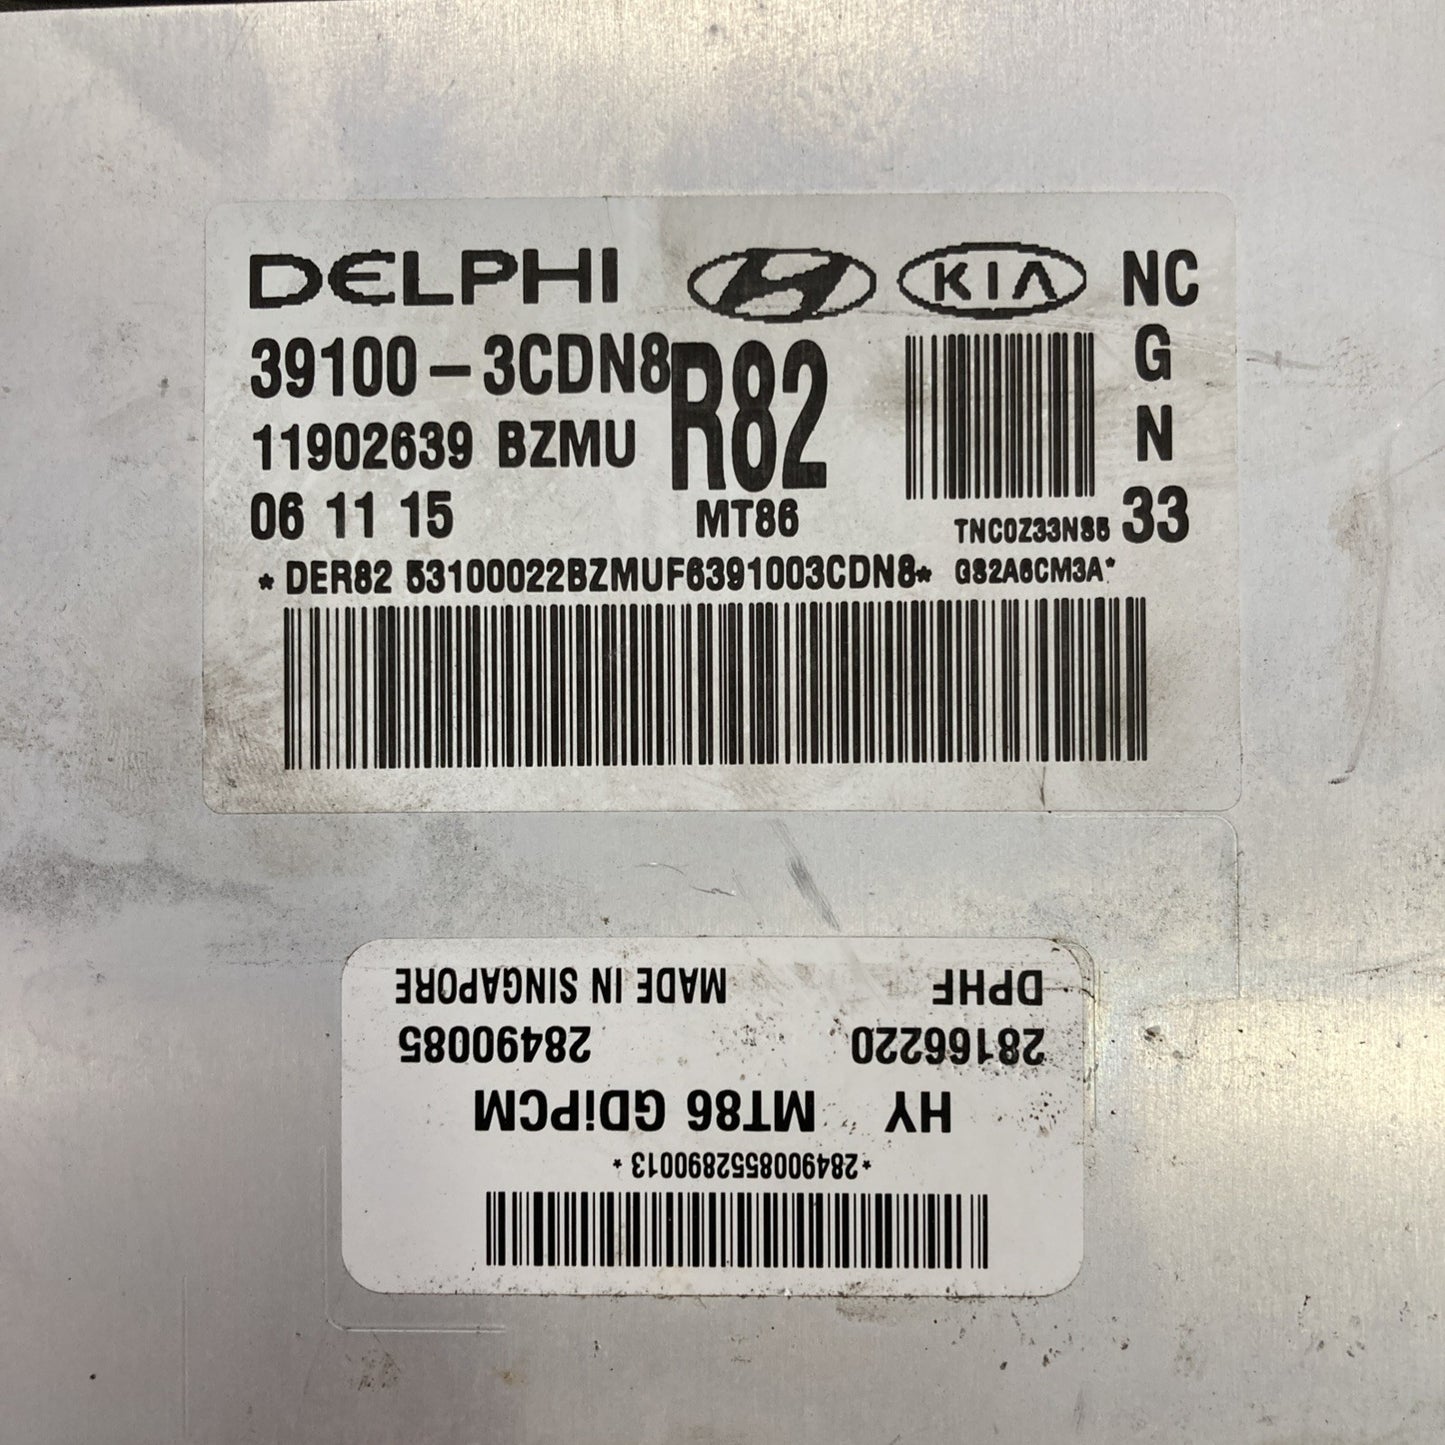 DELPHI KIA NC
39100-3CDN8 R82 G
11902639 BZMU N
06 11 15 MT86 TNC0Z33N85 33
*DER82 53100022BZMUF6391003CDN8* G82A6CM3A*
DPHF MADE IN SINGAPORE
28166220 28490085
HY MT86 GDiPCM
*2849008552890013*